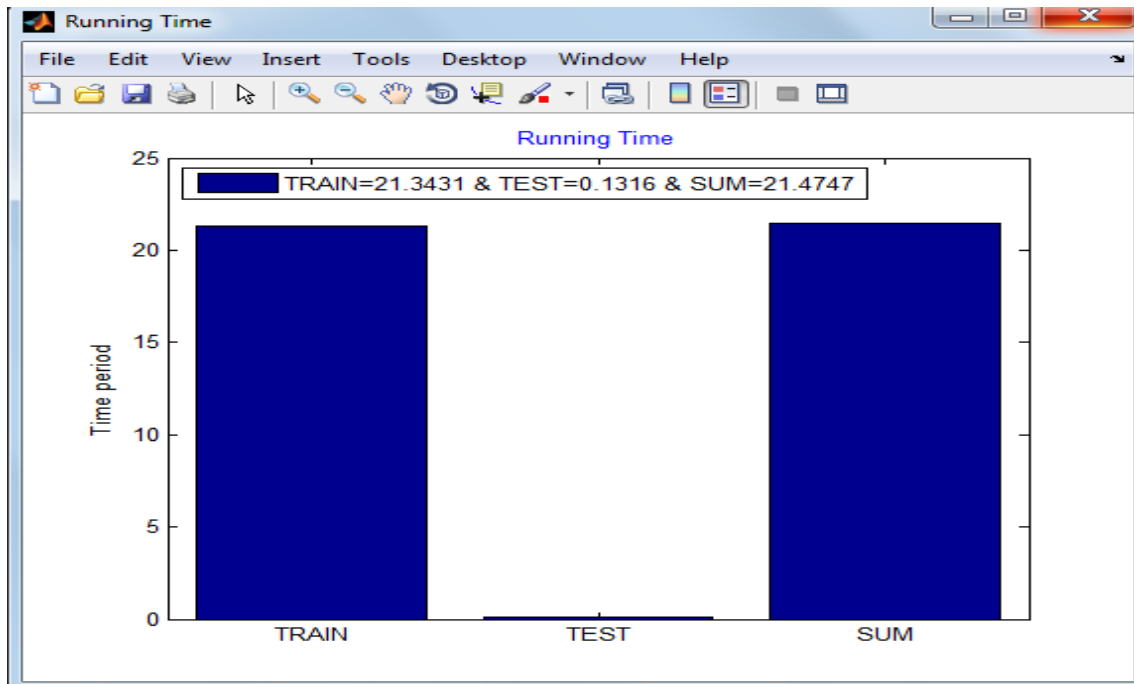 Running Time
File Edit View Insert Tools Desktop Window Help
Running Time
25
TRAIN=21.3431 & TEST=0.1316 & SUM=21.4747
20
15
Time period
10
5
0
TRAIN TEST SUM